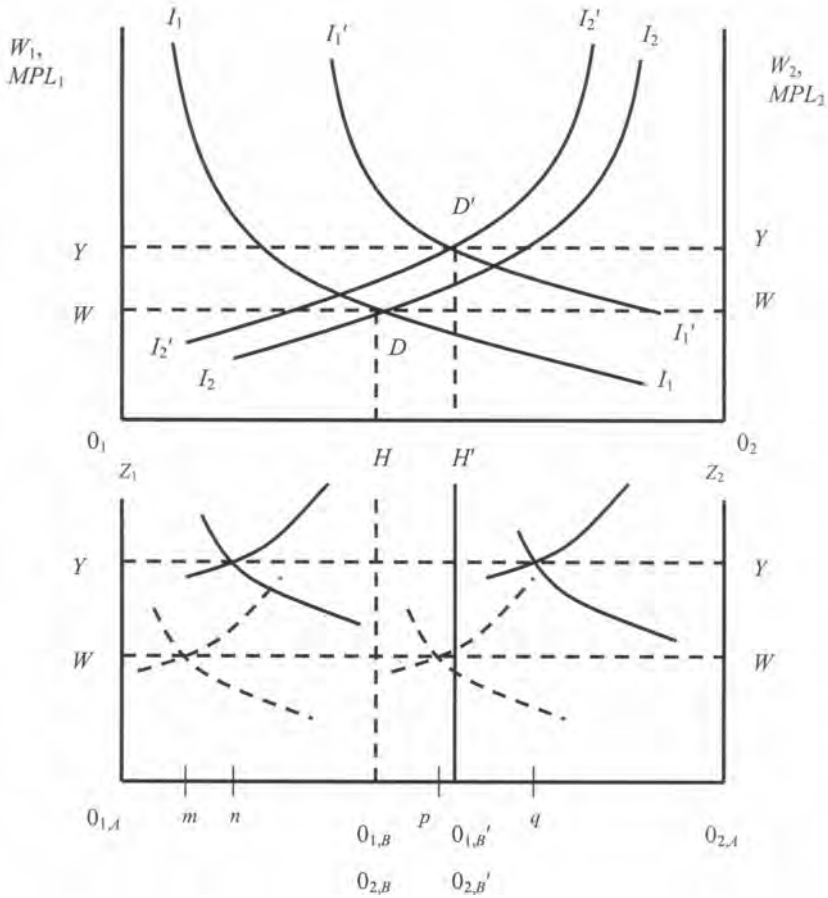 I₁ I₁' I₂' I₂
W₁, W₂,
MPL₁ MPL₂
D'
Y Y
W W
I₂' I₂ D I₁ I₁'
0₁ H H' 0₂
Z₁ Z₂
Y Y
W W
0₁,A m n 0₁,B p 0₁,B' q 0₂,A
0₂,B 0₂,B'